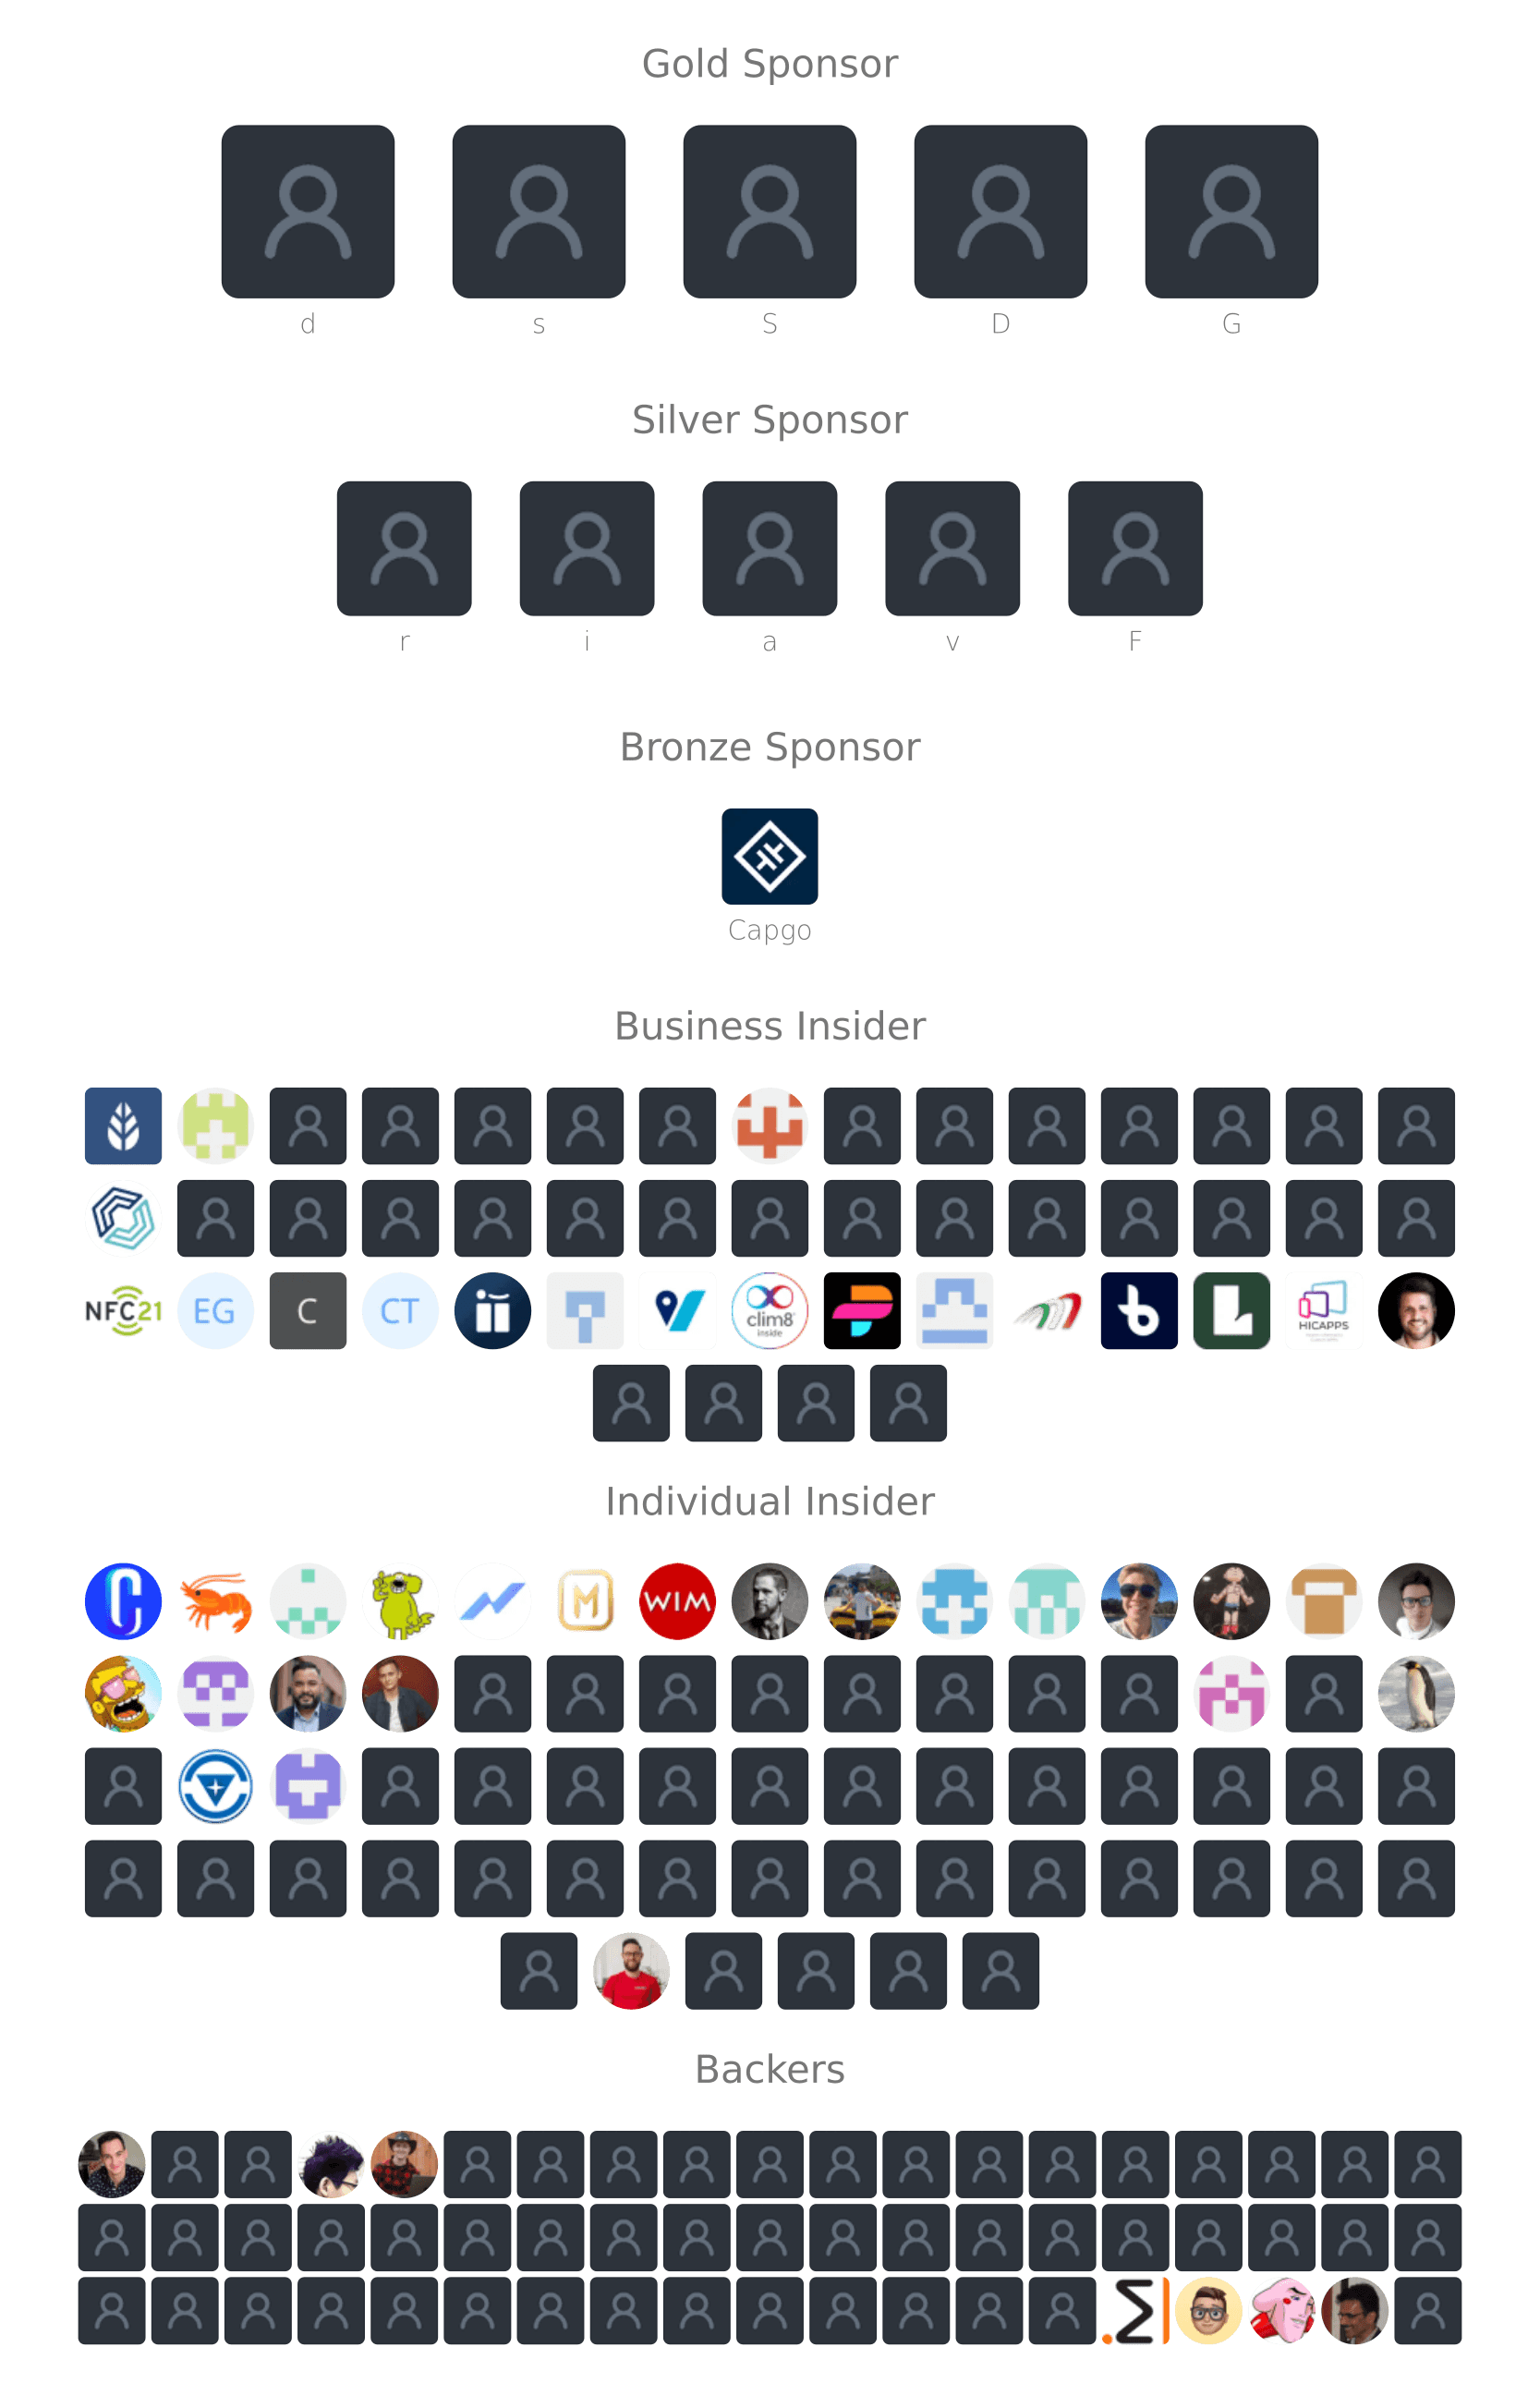 Gold Sponsor
d s S D G
Silver Sponsor
r i a v F
Bronze Sponsor
Capgo
Business Insider
NFC21 EG C CT clim8 HICAPPS
inside
Individual Insider
C M WIM
Backers